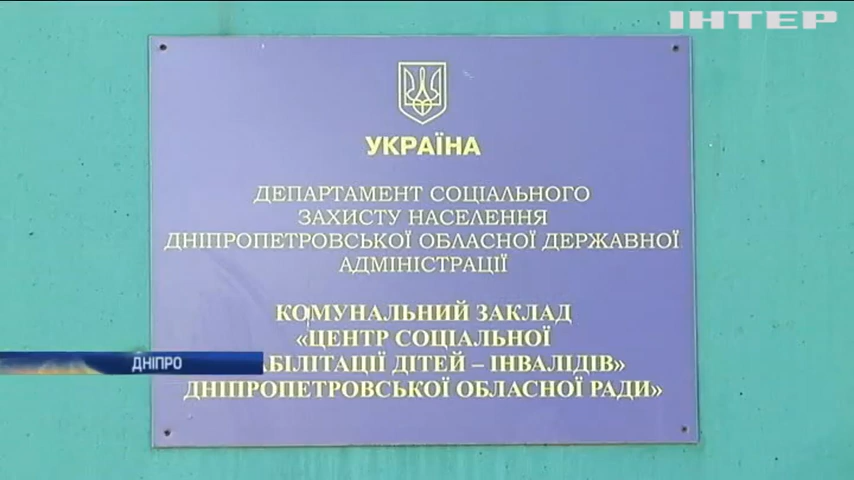 ІНТЕР
УКРАЇНА
ДЕПАРТАМЕНТ СОЦІАЛЬНОГО
ЗАХИСТУ НАСЕЛЕННЯ
ДНІПРОПЕТРОВСЬКОЇ ОБЛАСНОЇ ДЕРЖАВНОЇ
АДМІНІСТРАЦІЇ
КОМУНАЛЬНИЙ ЗАКЛАД
«ЦЕНТР СОЦІАЛЬНОЇ
ДНІПРО
АБІЛІТАЦІЇ ДІТЕЙ – ІНВАЛІДІВ»
ДНІПРОПЕТРОВСЬКОЇ ОБЛАСНОЇ РАДИ»